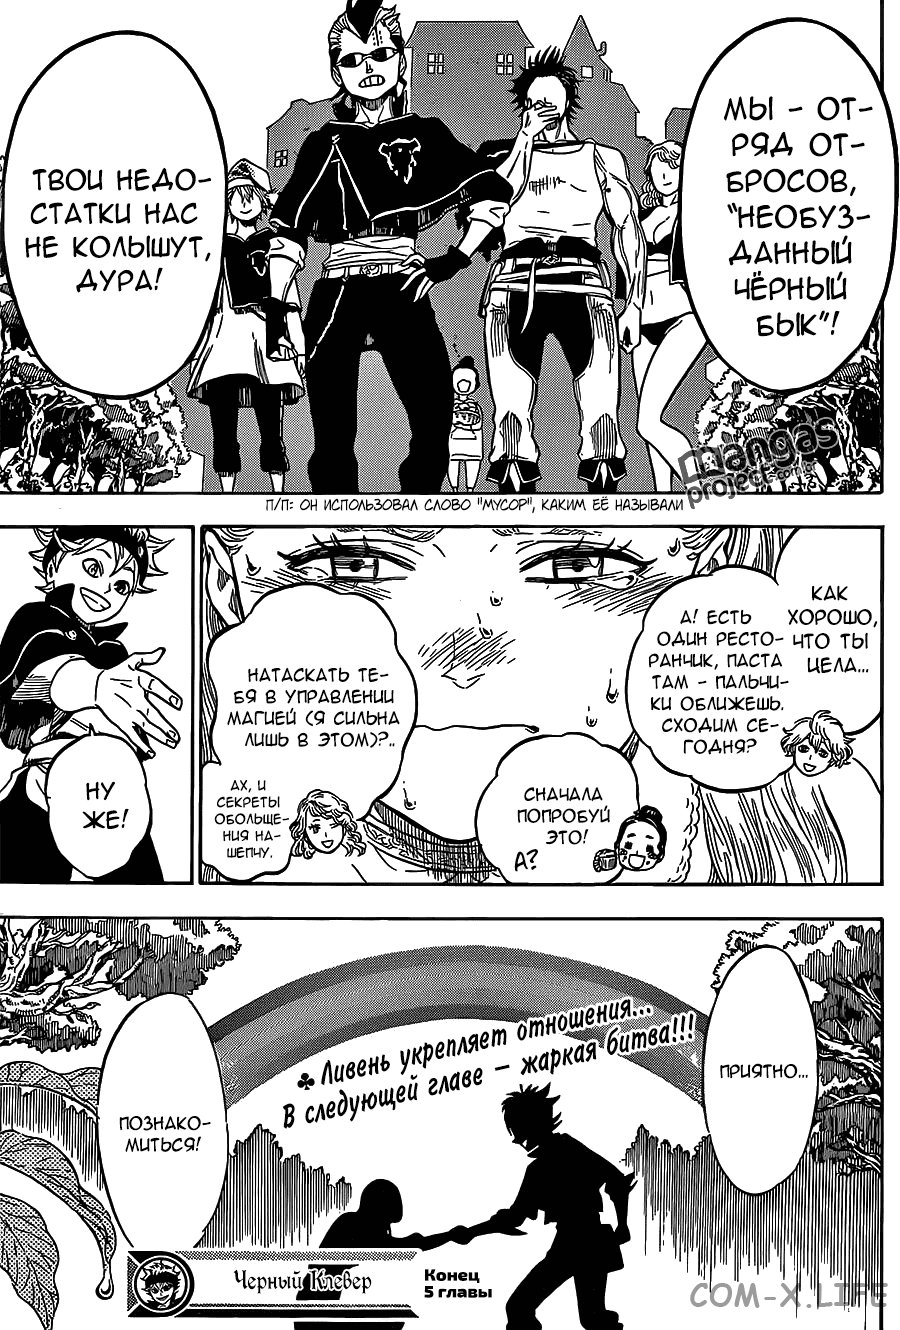 МЫ - ОТ-
РЯД ОТ-
БРОСОВ,
"НЕОБУЗ-
ДАННЫЙ
ЧЁРНЫЙ
БЫК"!
ТВОИ НЕДО-
СТАТКИ НАС
НЕ КОЛЫШУТ,
ДУРА!
mangas
project.com.br
П/П: ОН ИСПОЛЬЗОВАЛ СЛОВО "МУСОР", КАКИМ ЕЁ НАЗЫВАЛИ
КАК
ХОРОШО,
ЧТО ТЫ
ЦЕЛА...
А! ЕСТЬ
ОДИН РЕСТО-
РАНЧИК, ПАСТА
ТАМ - ПАЛЬЧИ-
КИ ОБЛИЖЕШЬ.
СХОДИМ СЕ-
ГОДНЯ?
НАТАСКАТЬ ТЕ-
БЯ В УПРАВЛЕНИИ
МАГИЕЙ (Я СИЛЬНА
ЛИШЬ В ЭТОМ)?..
СНАЧАЛА
ПОПРОБУЙ
ЭТО!
А?
АХ, И
СЕКРЕТЫ
ОБОЛЬЩЕ-
НИЯ НА-
ШЕПЧУ.
НУ
ЖЕ!
ПРИЯТНО...
♣ Ливень укрепляет отношения...
В следующей главе – жаркая битва!!!
ПОЗНАКО-
МИТЬСЯ!
Черный Клевер
Конец
5 главы
COM-X.LIFE